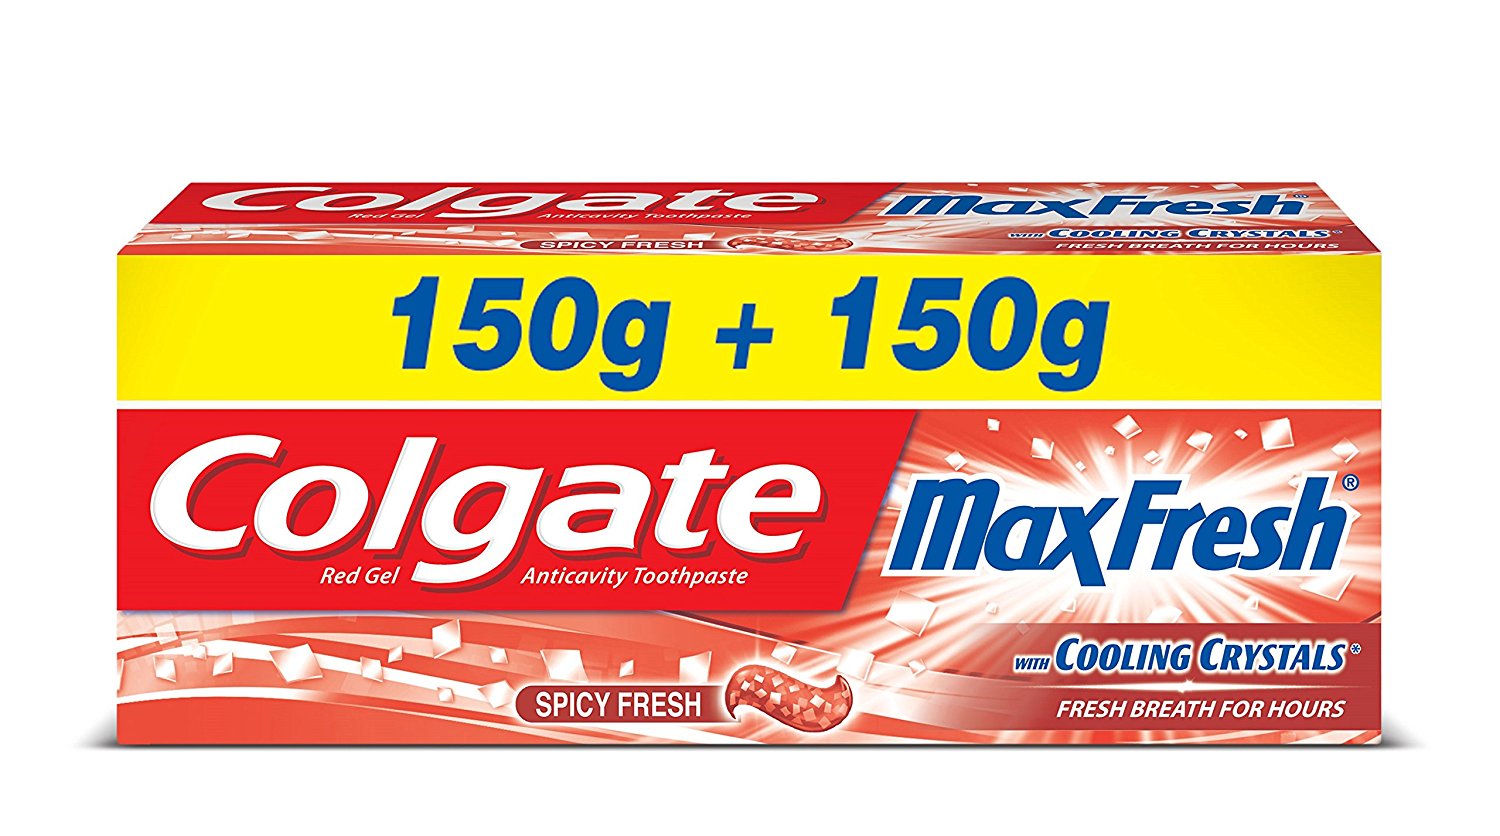 Colgate
Red Gel Anticavity Toothpaste
MaxFresh®
WITH COOLING CRYSTALS*
SPICY FRESH
FRESH BREATH FOR HOURS
150g + 150g
Colgate
Red Gel Anticavity Toothpaste
MaxFresh®
WITH COOLING CRYSTALS*
SPICY FRESH
FRESH BREATH FOR HOURS